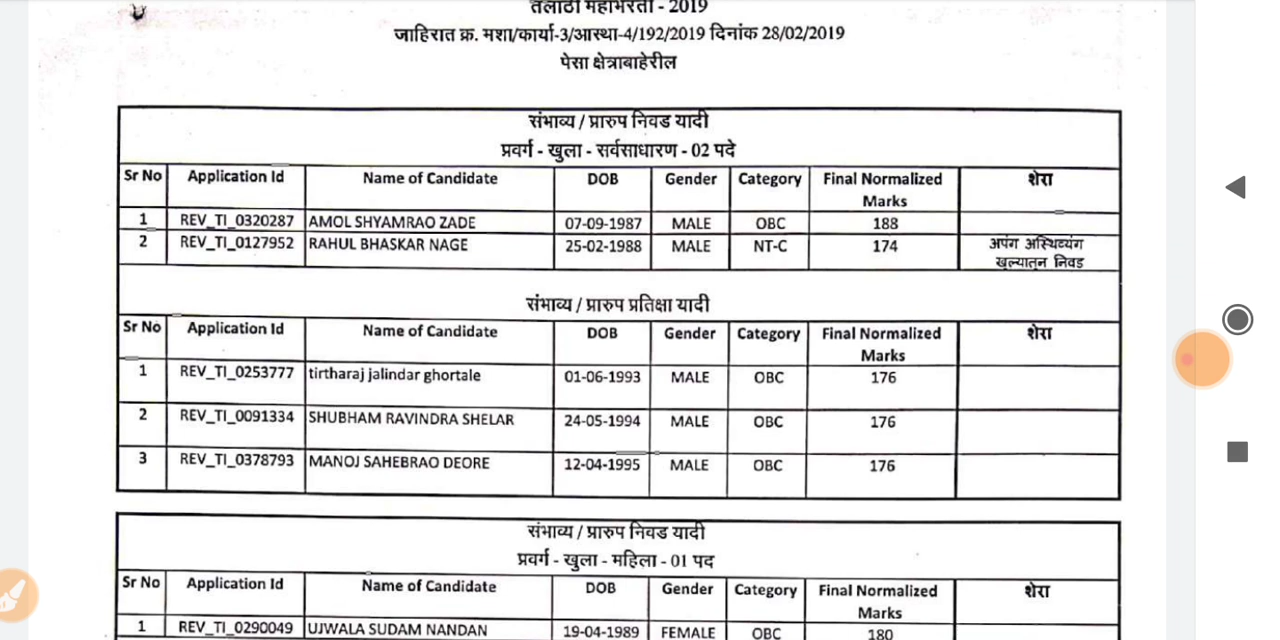 तलाठी महाभरती - 2019
जाहिरात क्र. मशा/कार्या-3/आस्था-4/192/2019 दिनांक 28/02/2019
पेसा क्षेत्राबाहेरील
संभाव्य / प्रारुप निवड यादी
प्रवर्ग - खुला - सर्वसाधारण - 02 पदे
Sr No Application Id Name of Candidate DOB Gender Category Final Normalized Marks शेरा
1 REV_TI_0320287 AMOL SHYAMRAO ZADE 07-09-1987 MALE OBC 188
2 REV_TI_0127952 RAHUL BHASKAR NAGE 25-02-1988 MALE NT-C 174 अपंग अस्थिव्यंग खुल्यातून निवड
संभाव्य / प्रारुप प्रतिक्षा यादी
Sr No Application Id Name of Candidate DOB Gender Category Final Normalized Marks शेरा
1 REV_TI_0253777 tirtharaj jalindar ghortale 01-06-1993 MALE OBC 176
2 REV_TI_0091334 SHUBHAM RAVINDRA SHELAR 24-05-1994 MALE OBC 176
3 REV_TI_0378793 MANOJ SAHEBRAO DEORE 12-04-1995 MALE OBC 176
संभाव्य / प्रारुप निवड यादी
प्रवर्ग - खुला - महिला - 01 पद
Sr No Application Id Name of Candidate DOB Gender Category Final Normalized Marks शेरा
1 REV_TI_0290049 UJWALA SUDAM NANDAN 19-04-1989 FEMALE OBC 180